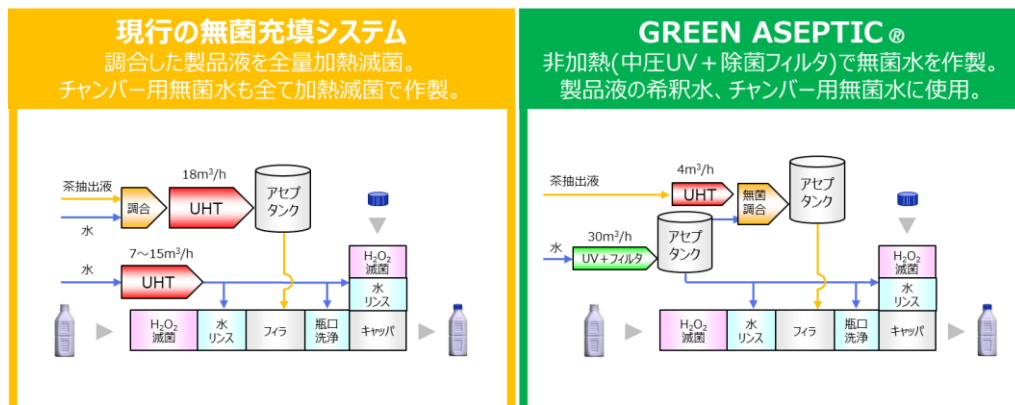 現行の無菌充填システム
調合した製品液を全量加熱滅菌。
チャンバー用無菌水も全て加熱滅菌で作製。
18m³/h
茶抽出液
調合
UHT
アセプ
タンク
水
7～15m³/h
水
UHT
H₂O₂
滅菌
水
リンス
H₂O₂
滅菌
水
リンス
フィラ
瓶口
洗浄
キャッパ
GREEN ASEPTIC®
非加熱(中圧UV＋除菌フィルタ)で無菌水を作製。
製品液の希釈水、チャンバー用無菌水に使用。
4m³/h
茶抽出液
UHT
無菌
調合
アセプ
タンク
30m³/h
水
UV＋フィルタ
アセプ
タンク
H₂O₂
滅菌
水
リンス
H₂O₂
滅菌
水
リンス
フィラ
瓶口
洗浄
キャッパ